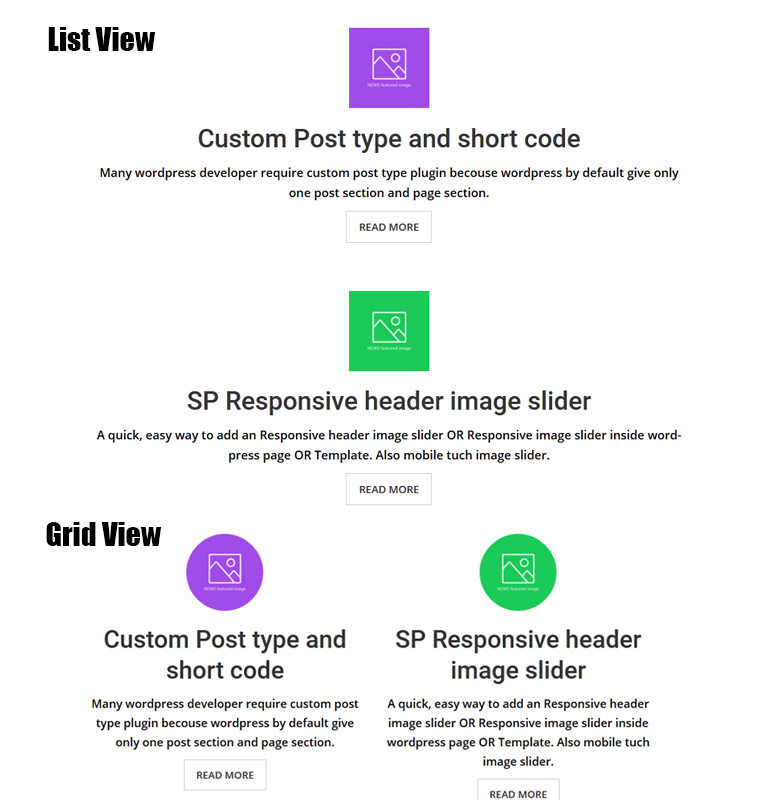 List View
NEWS featured image
Custom Post type and short code
Many wordpress developer require custom post type plugin becouse wordpress by default give only
one post section and page section.
READ MORE
NEWS featured image
SP Responsive header image slider
A quick, easy way to add an Responsive header image slider OR Responsive image slider inside word-
press page OR Template. Also mobile tuch image slider.
READ MORE
Grid View
NEWS featured image
Custom Post type and
short code
Many wordpress developer require custom post
type plugin becouse wordpress by default give
only one post section and page section.
READ MORE
NEWS featured image
SP Responsive header
image slider
A quick, easy way to add an Responsive header
image slider OR Responsive image slider inside
wordpress page OR Template. Also mobile tuch
image slider.
READ MORE